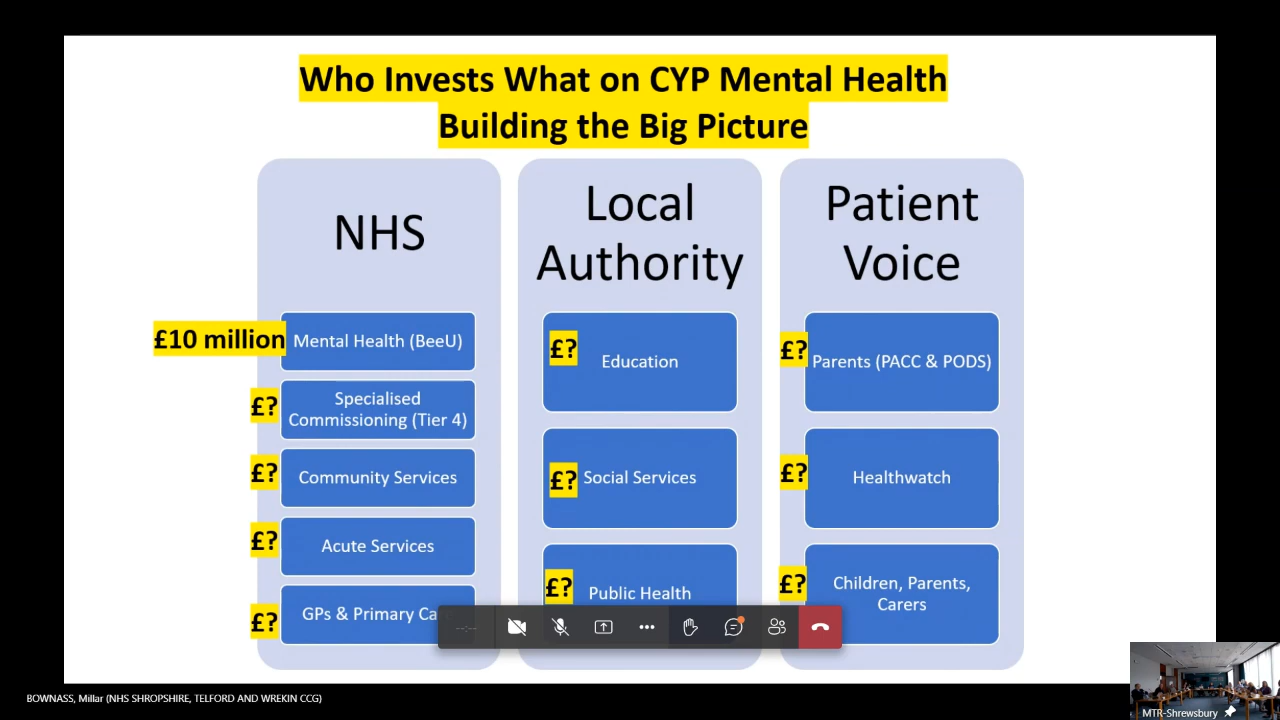 Who Invests What on CYP Mental Health
Building the Big Picture
NHS
£10 million
Mental Health (BeeU)
£?
Specialised
Commissioning (Tier 4)
£?
Community Services
£?
Acute Services
£?
GPs & Primary Ca
Local
Authority
£?
Education
£?
Social Services
£?
Public Health
Patient
Voice
£?
Parents (PACC & PODS)
£?
Healthwatch
£?
Children, Parents,
Carers
--:--
BOWNASS, Millar (NHS SHROPSHIRE, TELFORD AND WREKIN CCG)
MTR-Shrewsbury